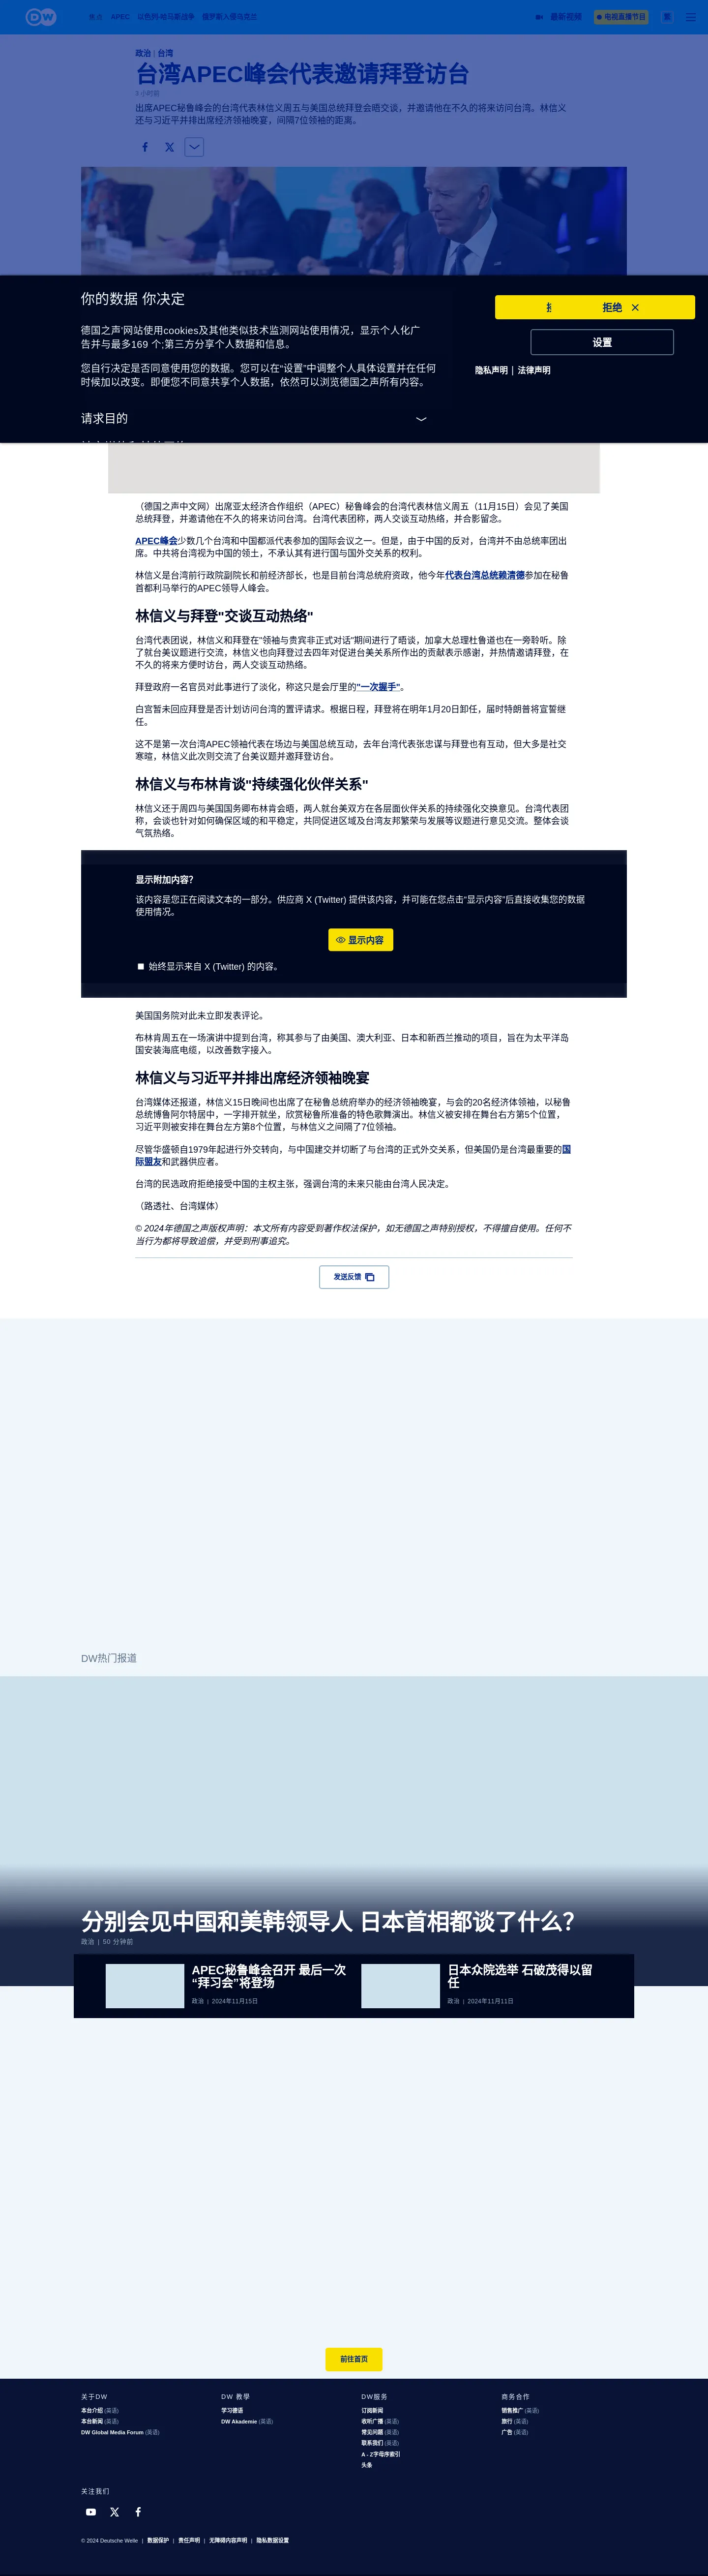 DW
APEC
以色列-哈马斯战争
俄罗斯入侵乌克兰
最新视频
电视直播节目
政治 | 台湾
台湾APEC峰会代表邀请拜登访台
3 小时前
出席APEC秘鲁峰会的台湾代表林信义周五与美国总统拜登会晤交谈，并邀请他在不久的将来访问台湾。林信义
还与习近平并排出席经济领袖晚宴，间隔7位领袖的距离。
你的数据 你决定
拒绝
设置
隐私声明 | 法律声明
德国之声'网站使用cookies及其他类似技术监测网站使用情况，显示个人化广
告并与最多169 个;第三方分享个人数据和信息。
您自行决定是否同意使用您的数据。您可以在"设置"中调整个人具体设置并在任何
时候加以改变。即便您不同意共享个人数据，依然可以浏览德国之声所有内容。
请求目的
（德国之声中文网）出席亚太经济合作组织（APEC）秘鲁峰会的台湾代表林信义周五（11月15日）会见了美国
总统拜登，并邀请他在不久的将来访问台湾。台湾代表团称，两人交谈互动热络，并合影留念。
APEC峰会少数几个台湾和中国都派代表参加的国际会议之一。但是，由于中国的反对，台湾并不由总统率团出
席。中共将台湾视为中国的领土，不承认其有进行国与国外交关系的权利。
林信义是台湾前行政院副院长和前经济部长，也是目前台湾总统府资政，他今年代表台湾总统赖清德参加在秘鲁
首都利马举行的APEC领导人峰会。
林信义与拜登"交谈互动热络"
台湾代表团说，林信义和拜登在"领袖与贵宾非正式对话"期间进行了晤谈，加拿大总理杜鲁道也在一旁聆听。除
了就台美议题进行交流，林信义也向拜登过去四年对促进台美关系所作出的贡献表示感谢，并热情邀请拜登，在
不久的将来方便时访台，两人交谈互动热络。
拜登政府一名官员对此事进行了淡化，称这只是会厅里的"一次握手"。
白宫暂未回应拜登是否计划访问台湾的置评请求。根据日程，拜登将在明年1月20日卸任，届时特朗普将宣誓继
任。
这不是第一次台湾APEC领袖代表在场边与美国总统互动，去年台湾代表张忠谋与拜登也有互动，但大多是社交
寒暄，林信义此次则交流了台美议题并邀拜登访台。
林信义与布林肯谈"持续强化伙伴关系"
林信义还于周四与美国国务卿布林肯会晤，两人就台美双方在各层面伙伴关系的持续强化交换意见。台湾代表团
称，会谈也针对如何确保区域的和平稳定，共同促进区域及台湾友邦繁荣与发展等议题进行意见交流。整体会谈
气氛热络。
显示附加内容?
该内容是您正在阅读文本的一部分。供应商 X (Twitter) 提供该内容，并可能在您点击"显示内容"后直接收集您的数据
使用情况。
显示内容
始终显示来自 X (Twitter) 的内容。
美国国务院对此未立即发表评论。
布林肯周五在一场演讲中提到台湾，称其参与了由美国、澳大利亚、日本和新西兰推动的项目，旨在为太平洋岛
国安装海底电缆，以改善数字接入。
林信义与习近平并排出席经济领袖晚宴
台湾媒体还报道，林信义15日晚间也出席了在秘鲁总统府举办的经济领袖晚宴，与会的20名经济体领袖，以秘鲁
总统博鲁阿尔特居中，一字排开就坐，欣赏秘鲁所准备的特色歌舞演出。林信义被安排在舞台右方第5个位置，
习近平则被安排在舞台左方第8个位置，与林信义之间隔了7位领袖。
尽管华盛顿自1979年起进行外交转向，与中国建交并切断了与台湾的正式外交关系，但美国仍是台湾最重要的国
际盟友和武器供应者。
台湾的民选政府拒绝接受中国的主权主张，强调台湾的未来只能由台湾人民决定。
（路透社、台湾媒体）
© 2024年德国之声版权声明：本文所有内容受到著作权法保护，如无德国之声特别授权，不得擅自使用。任何不
当行为都将导致追偿，并受到刑事追究。
发送反馈
DW热门报道
分别会见中国和美韩领导人 日本首相都谈了什么？
政治 | 50 分钟前
APEC秘鲁峰会召开 最后一次
“拜习会”将登场
政治 | 2024年11月15日
日本众院选举 石破茂得以留
任
政治 | 2024年11月11日
前往首页
关于DW
本台介绍 (英语)
本台新闻 (英语)
DW Global Media Forum (英语)
DW 教學
学习德语
DW Akademie (英语)
DW服务
订阅新闻
收听广播 (英语)
常见问题 (英语)
联系我们 (英语)
A - Z字母序索引
头条
商务合作
销售推广 (英语)
旅行 (英语)
广告 (英语)
关注我们
© 2024 Deutsche Welle | 数据保护 | 责任声明 | 无障碍内容声明 | 隐私数据设置